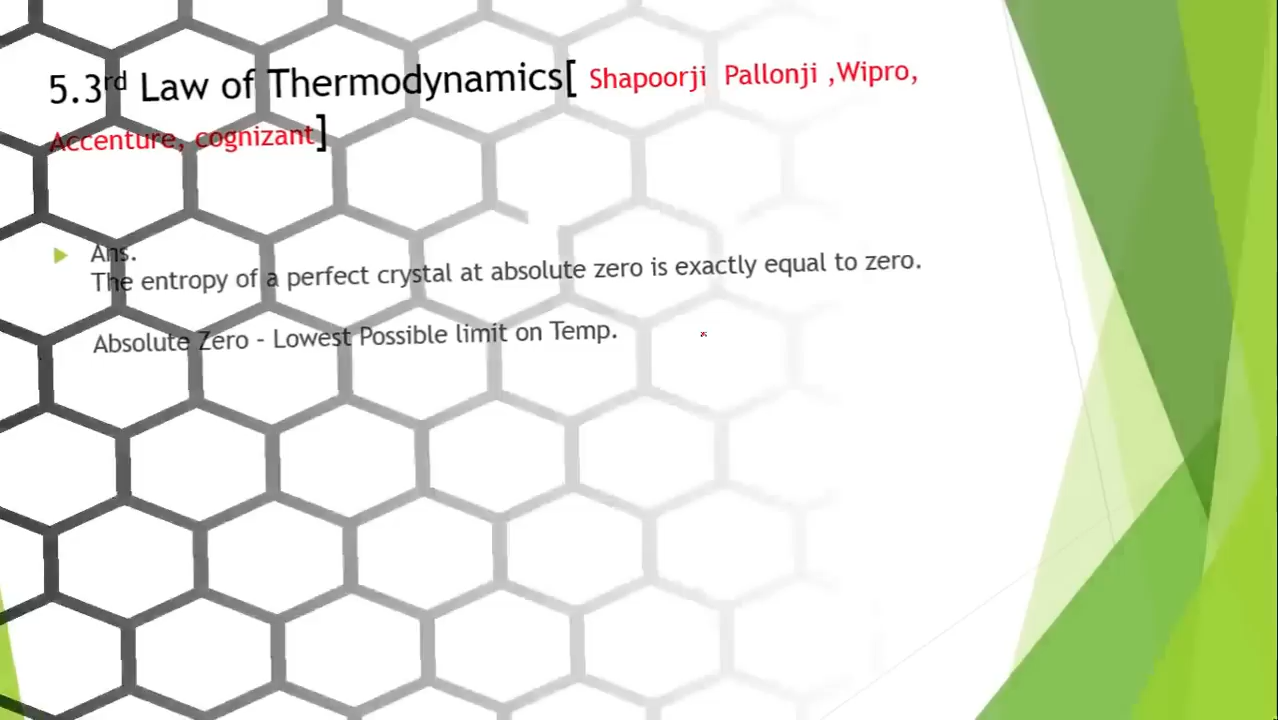 5.3rd Law of Thermodynamics[ Shapoorji Pallonji ,Wipro,
Accenture, cognizant]
Ans.
The entropy of a perfect crystal at absolute zero is exactly equal to zero.
Absolute Zero - Lowest Possible limit on Temp.